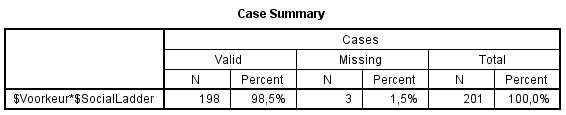 Case Summary
Cases
Valid Missing Total
N Percent N Percent N Percent
$Voorkeur*$SocialLadder 198 98,5% 3 1,5% 201 100,0%